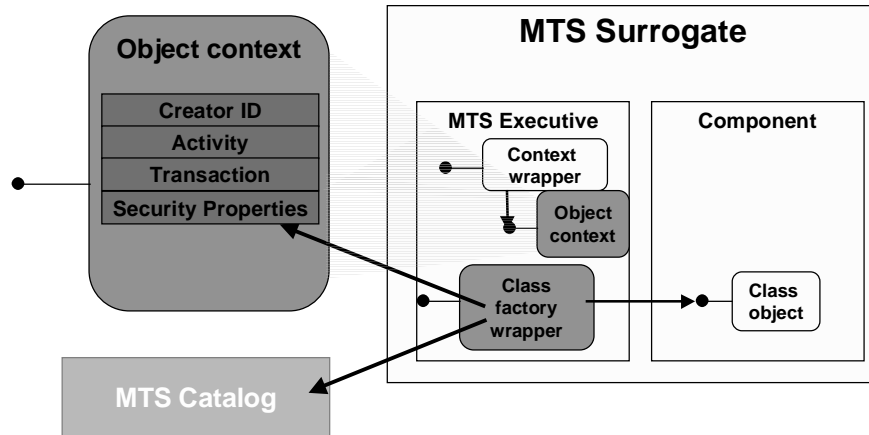 Object context
Creator ID
Activity
Transaction
Security Properties
MTS Catalog
MTS Surrogate
MTS Executive
Context
wrapper
Object
context
Class
factory
wrapper
Component
Class
object